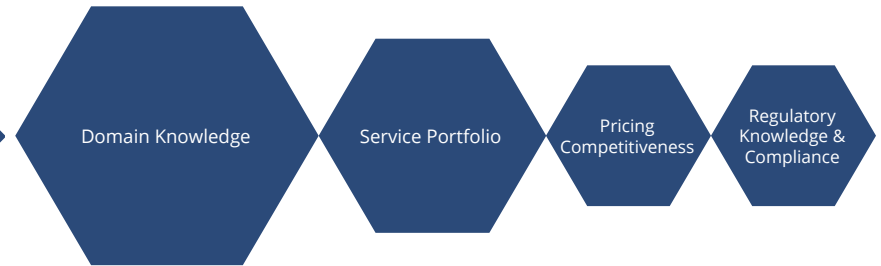 Domain Knowledge
Service Portfolio
Pricing
Competitiveness
Regulatory
Knowledge &
Compliance